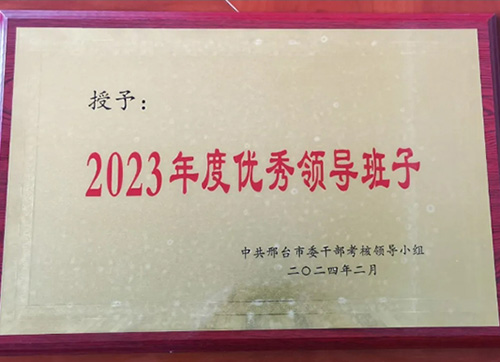 授予：
2023年度优秀领导班子
中共邢台市委干部考核领导小组
二〇二四年二月